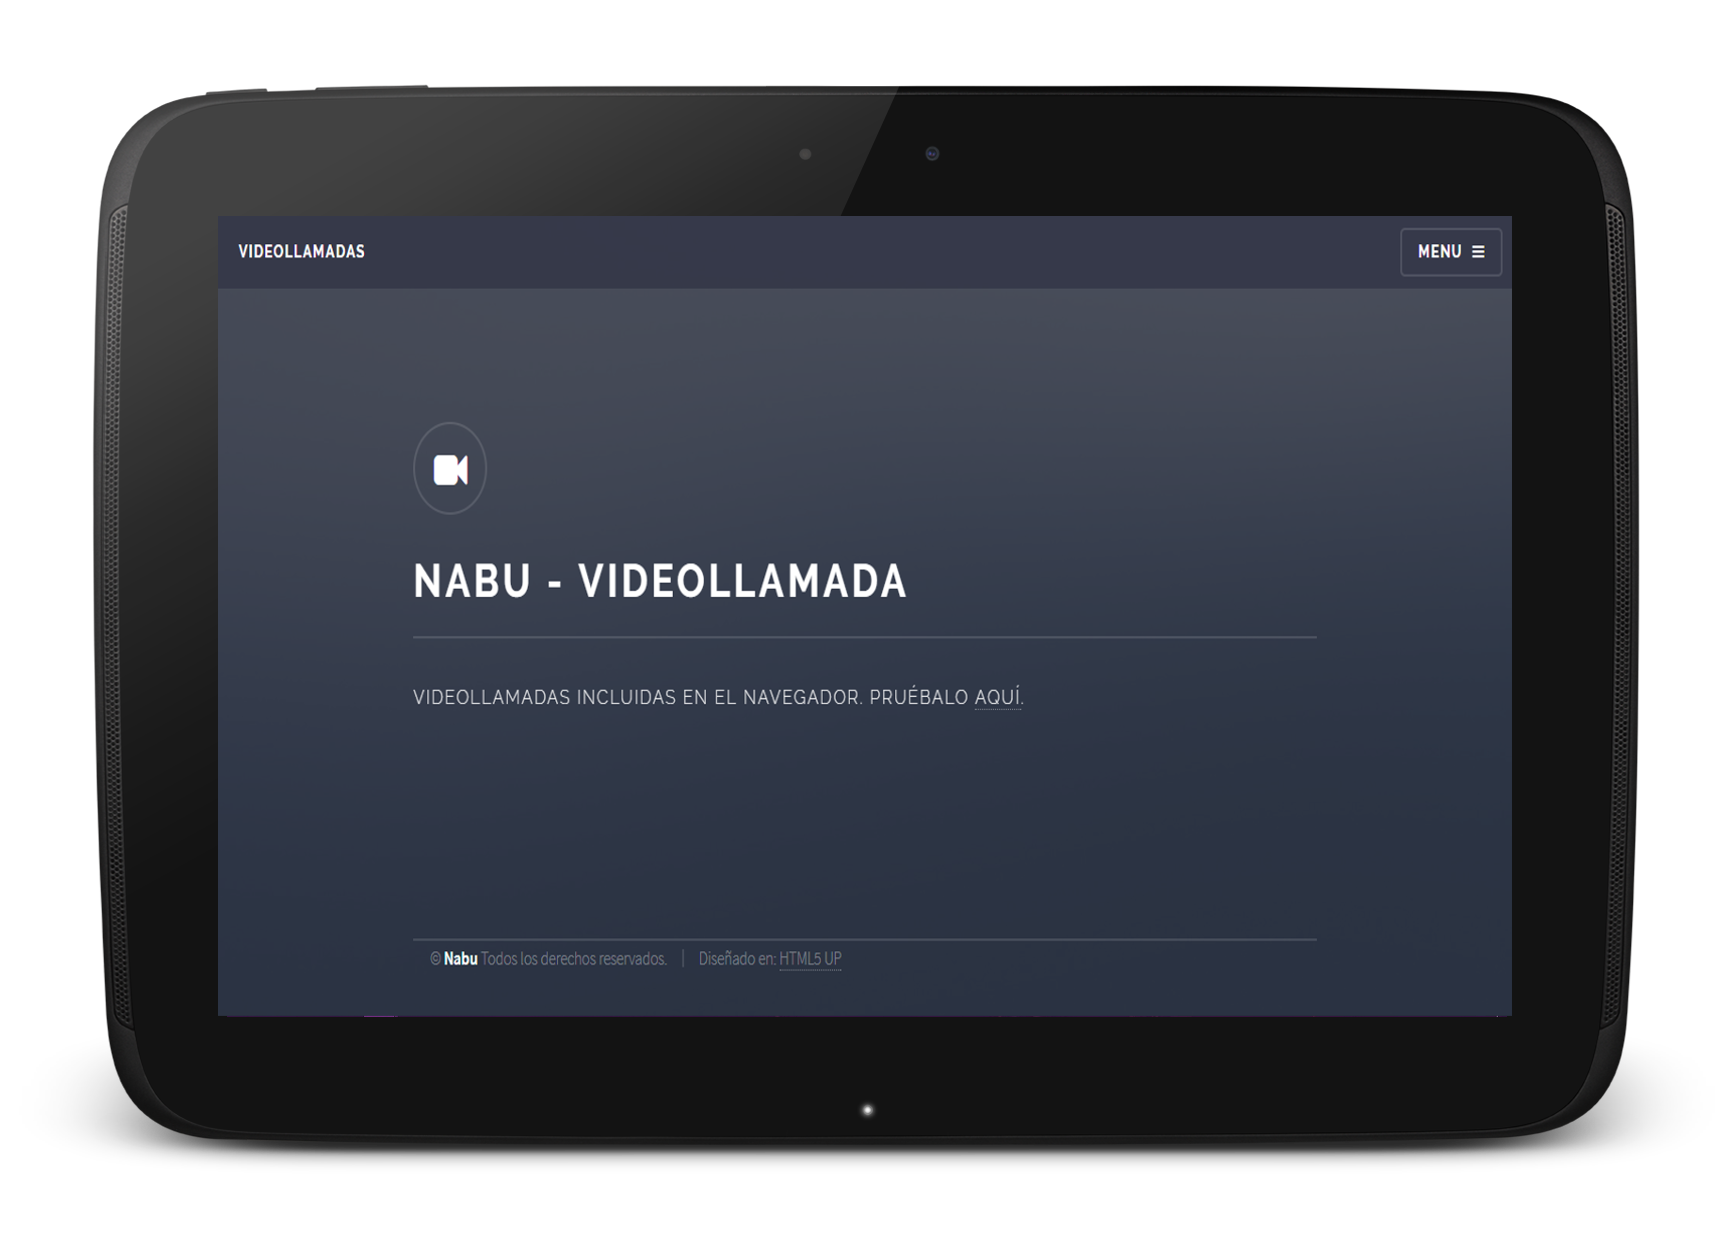 VIDEOLLAMADAS
MENU
NABU - VIDEOLLAMADA
VIDEOLLAMADAS INCLUIDAS EN EL NAVEGADOR. PRUÉBALO AQUÍ.
© Nabu Todos los derechos reservados. | Diseñado en: HTML5 UP